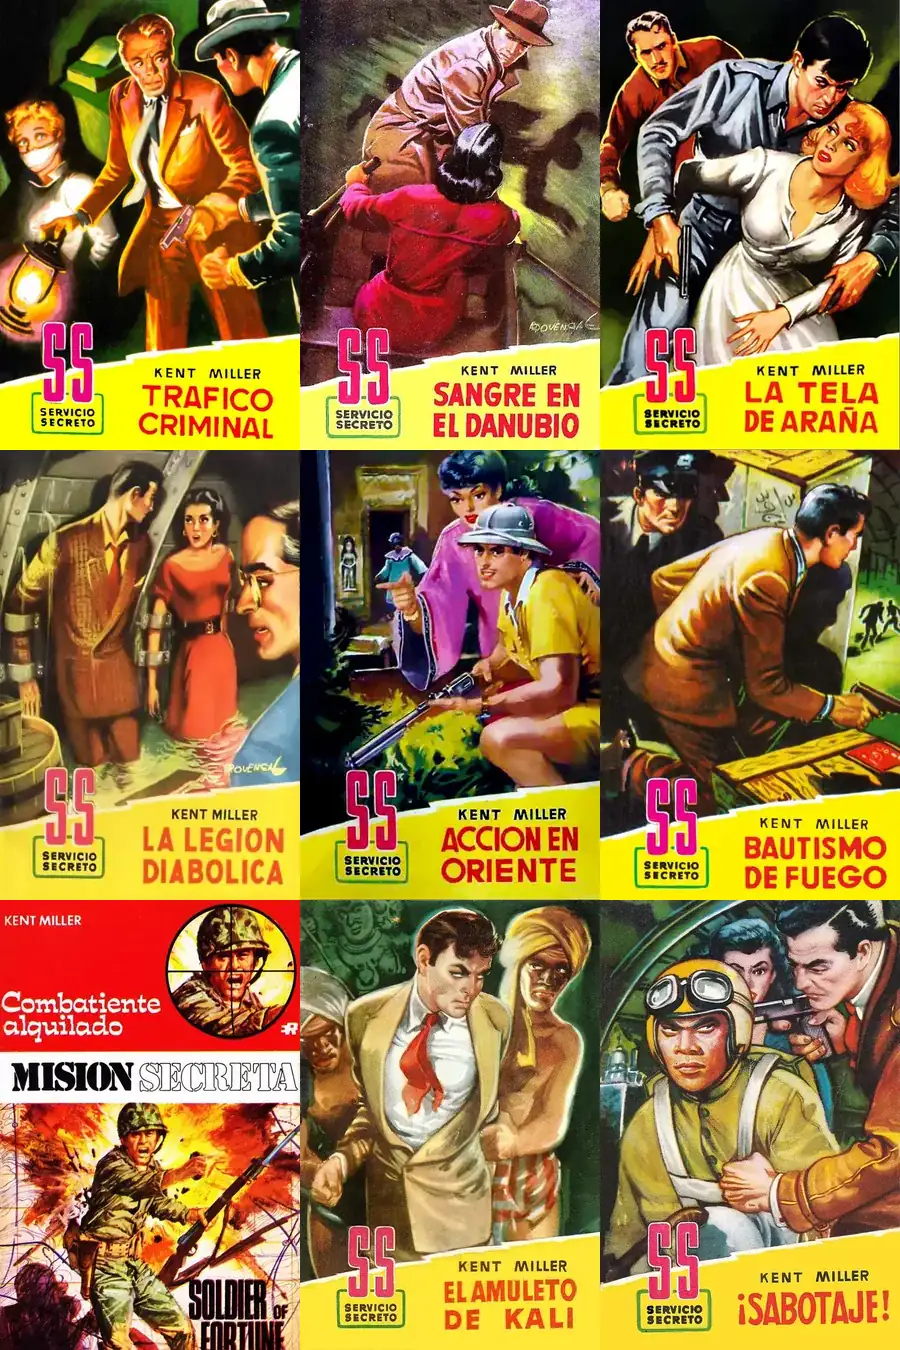 SS
SERVICIO
SECRETO
KENT MILLER
TRAFICO
CRIMINAL
PROVENSAL
SS
SERVICIO
SECRETO
KENT MILLER
SANGRE EN
EL DANUBIO
SS
SERVICIO
SECRETO
KENT MILLER
LA TELA
DE ARAÑA
PROVENSAL
SS
SERVICIO
SECRETO
KENT MILLER
LA LEGION
DIABOLICA
SS
SERVICIO
SECRETO
KENT MILLER
ACCION EN
ORIENTE
SS
SERVICIO
SECRETO
KENT MILLER
BAUTISMO
DE FUEGO
KENT MILLER
Combatiente
alquilado
MISION SECRETA
SOLDIER OF
FORTUNE
SS
SERVICIO
SECRETO
KENT MILLER
EL AMULETO
DE KALI
SS
SERVICIO
SECRETO
KENT MILLER
¡SABOTAJE!